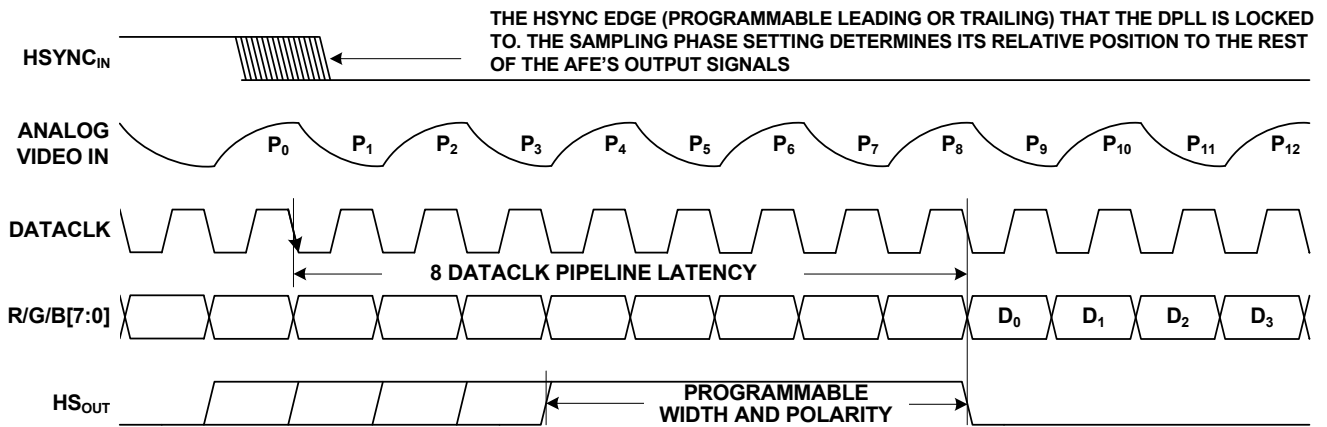 THE HSYNC EDGE (PROGRAMMABLE LEADING OR TRAILING) THAT THE DPLL IS LOCKED
TO. THE SAMPLING PHASE SETTING DETERMINES ITS RELATIVE POSITION TO THE REST
OF THE AFE'S OUTPUT SIGNALS
HSYNCIN
ANALOG
VIDEO IN
P0 P1 P2 P3 P4 P5 P6 P7 P8 P9 P10 P11 P12
DATACLK
8 DATACLK PIPELINE LATENCY
R/G/B[7:0]
D0 D1 D2 D3
HSOUT
PROGRAMMABLE
WIDTH AND POLARITY